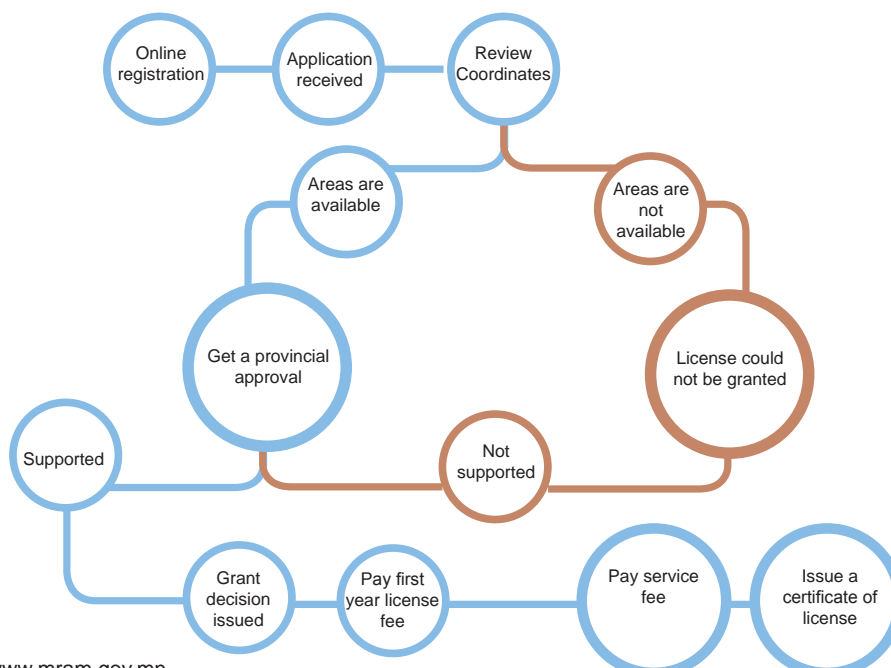 Online
registration
Application
received
Review
Coordinates
Areas are
available
Areas are
not
available
Get a provincial
approval
License could
not be granted
Supported
Not
supported
Grant
decision
issued
Pay first
year license
fee
Pay service
fee
Issue a
certificate of
license